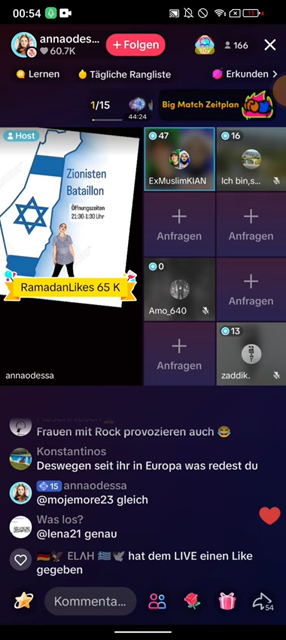 00:54
annaodes...
60.7K
+ Folgen
166
Lernen
Tägliche Rangliste
Erkunden
1/15
44:24
Big Match Zeitplan
Host
47
16
Zionisten
Bataillon
Öffnungszeiten
21:30-1:30 Uhr
ExMuslimKIAN
Ich bin,s...
Anfragen
Anfragen
RamadanLikes 65 K
0
Amo_640
Anfragen
13
Anfragen
zaddik.
annaodessa
Frauen mit Rock provozieren auch 😂
Konstantinos
Deswegen seit ihr in Europa was redest du
15 annaodessa
@mojemore23 gleich
Was los?
@lena21 genau
🇩🇪🦅 ELAH 🇬🇷🕊 hat dem LIVE einen Like
gegeben
Kommenta...
54